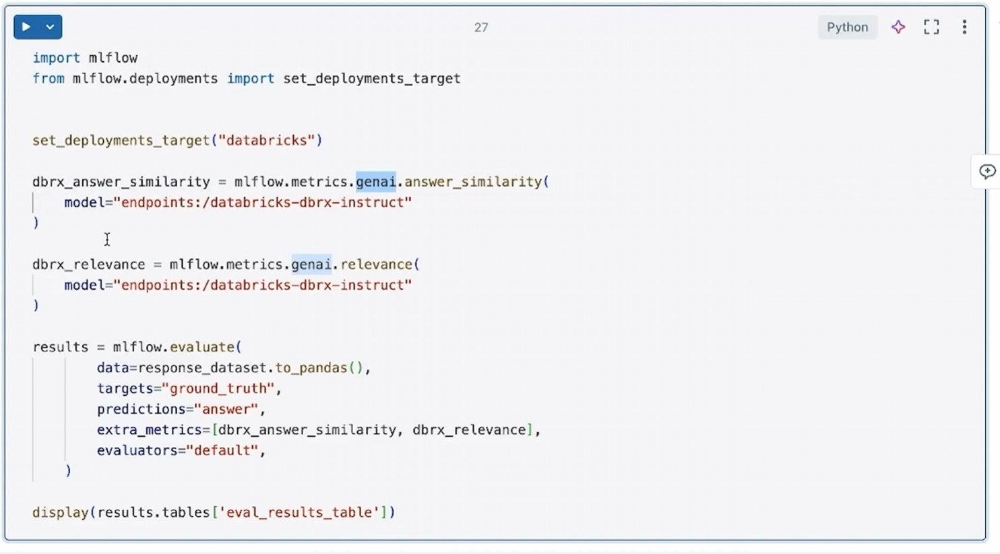 27
Python
import mlflow
from mlflow.deployments import set_deployments_target
set_deployments_target("databricks")
dbrx_answer_similarity = mlflow.metrics.genai.answer_similarity(
    model="endpoints:/databricks-dbrx-instruct"
)
dbrx_relevance = mlflow.metrics.genai.relevance(
    model="endpoints:/databricks-dbrx-instruct"
)
results = mlflow.evaluate(
        data=response_dataset.to_pandas(),
        targets="ground_truth",
        predictions="answer",
        extra_metrics=[dbrx_answer_similarity, dbrx_relevance],
        evaluators="default",
    )
display(results.tables['eval_results_table'])